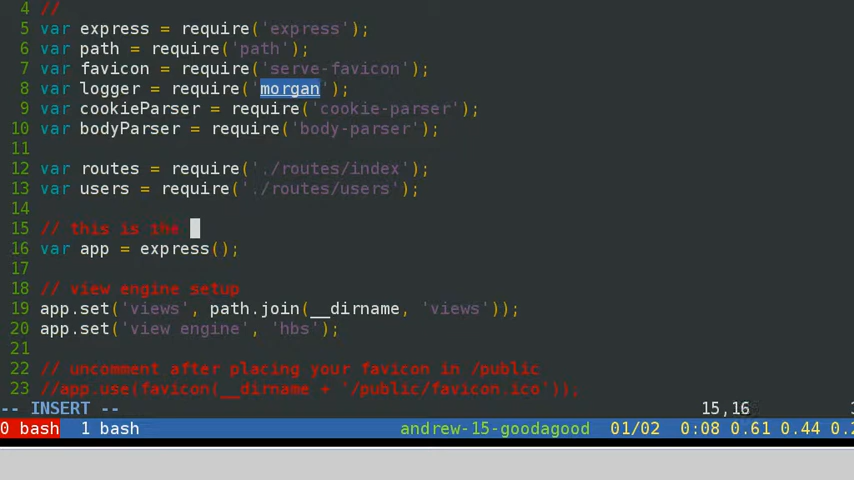 4 //
5 var express = require('express');
6 var path = require('path');
7 var favicon = require('serve-favicon');
8 var logger = require('morgan');
9 var cookieParser = require('cookie-parser');
10 var bodyParser = require('body-parser');
11
12 var routes = require('./routes/index');
13 var users = require('./routes/users');
14
15 // this is the
16 var app = express();
17
18 // view engine setup
19 app.set('views', path.join(__dirname, 'views'));
20 app.set('view engine', 'hbs');
21
22 // uncomment after placing your favicon in /public
23 //app.use(favicon(__dirname + '/public/favicon.ico'));
-- INSERT -- 15,16 3
0 bash 1 bash andrew-15-goodagood 01/02 0:08 0.61 0.44 0.2